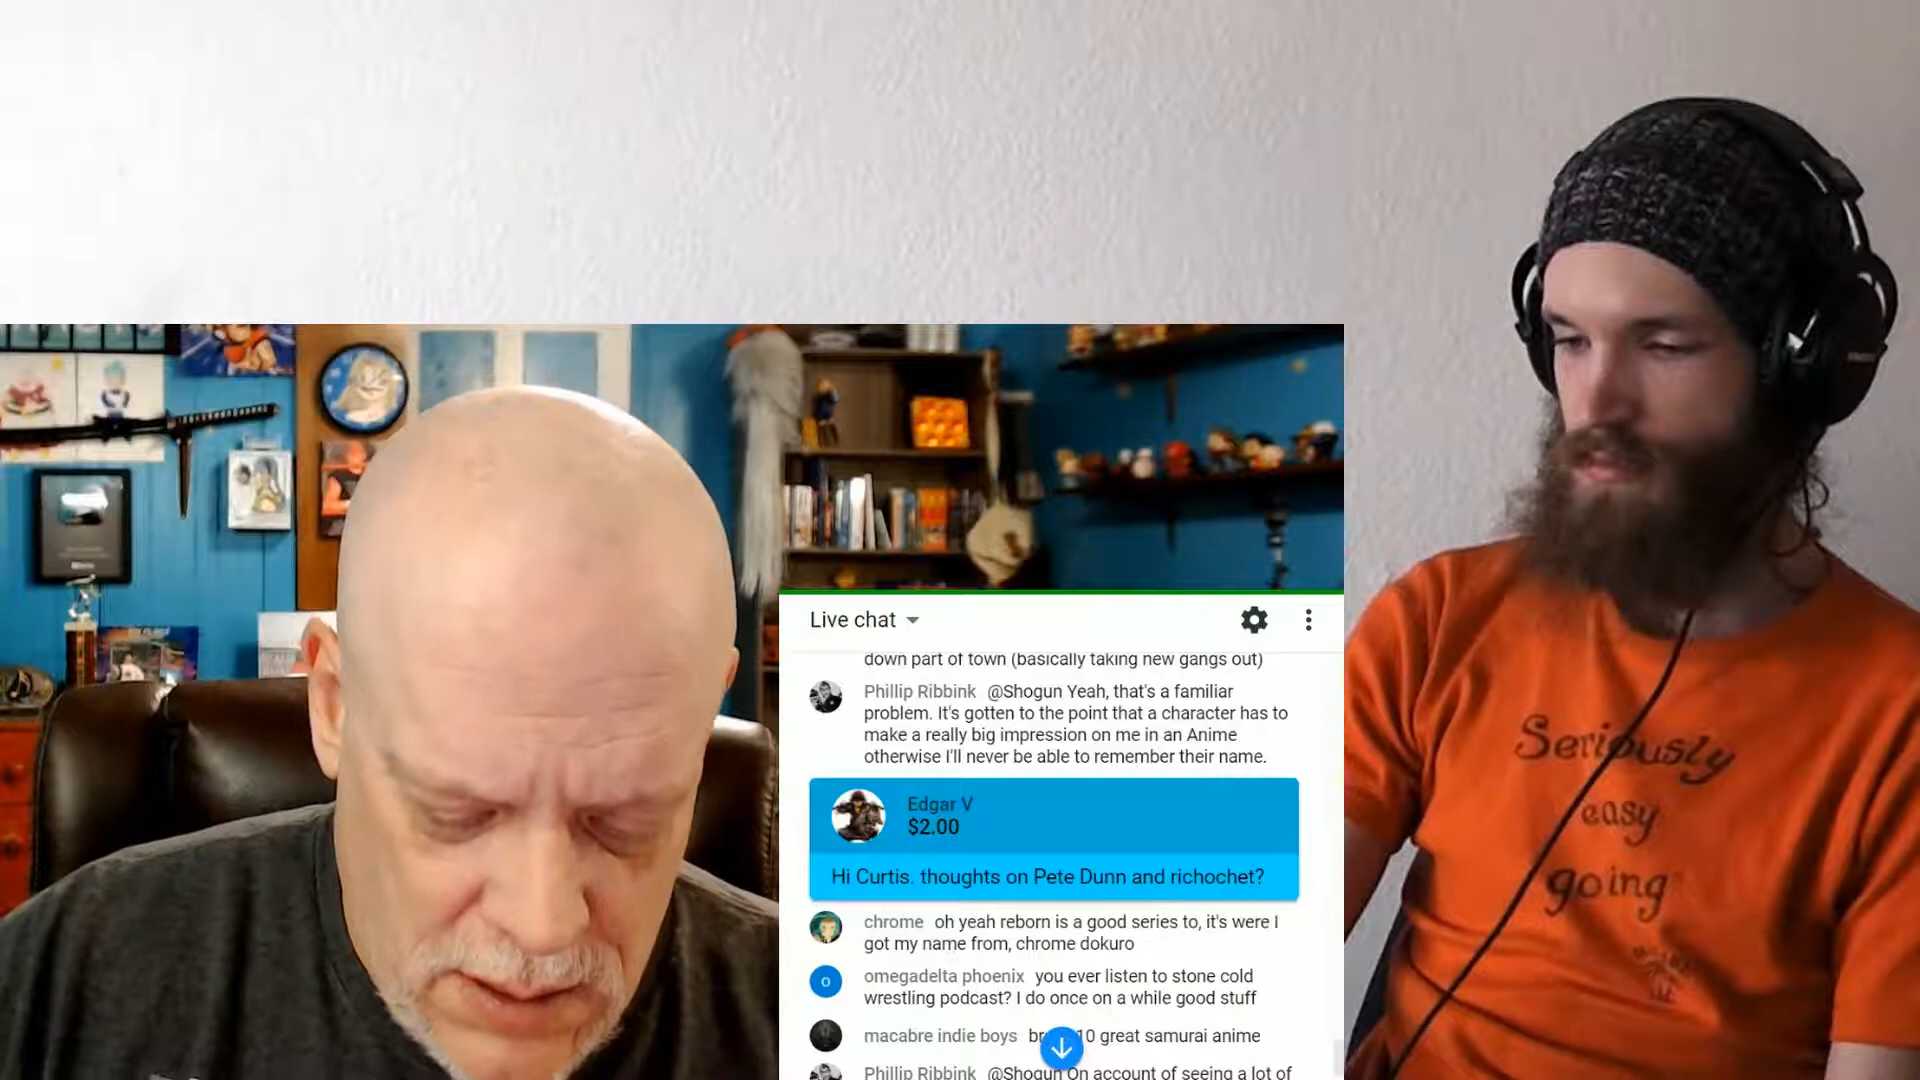 Live chat
down part of town (basically taking new gangs out)
Phillip Ribbink @Shogun Yeah, that's a familiar
problem. It's gotten to the point that a character has to
make a really big impression on me in an Anime
otherwise I'll never be able to remember their name.
Edgar V
$2.00
Hi Curtis. thoughts on Pete Dunn and richochet?
chrome oh yeah reborn is a good series to, it's were I
got my name from, chrome dokuro
o
omegadelta phoenix you ever listen to stone cold
wrestling podcast? I do once on a while good stuff
macabre indie boys 10 great samurai anime
Phillip Ribbink @Shogun On account of seeing a lot of
Seriously
easy
going